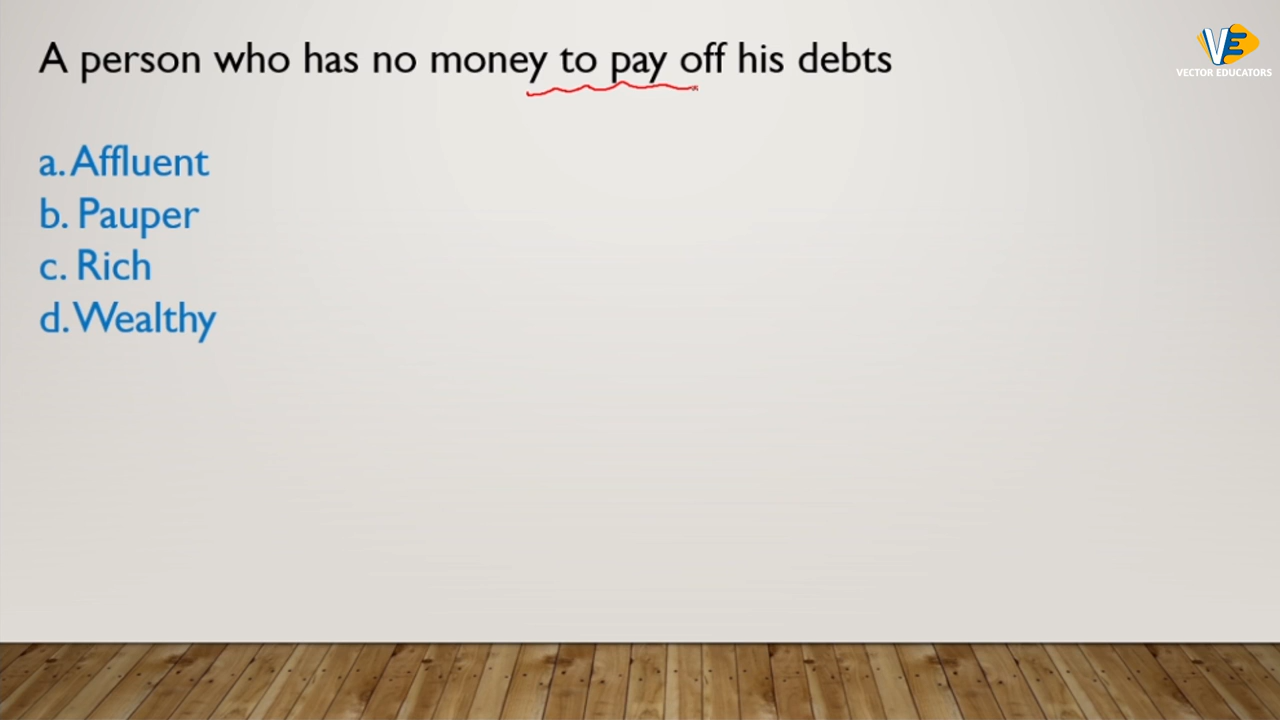 A person who has no money to pay off his debts
VE
VECTOR EDUCATORS
a. Affluent
b. Pauper
c. Rich
d. Wealthy